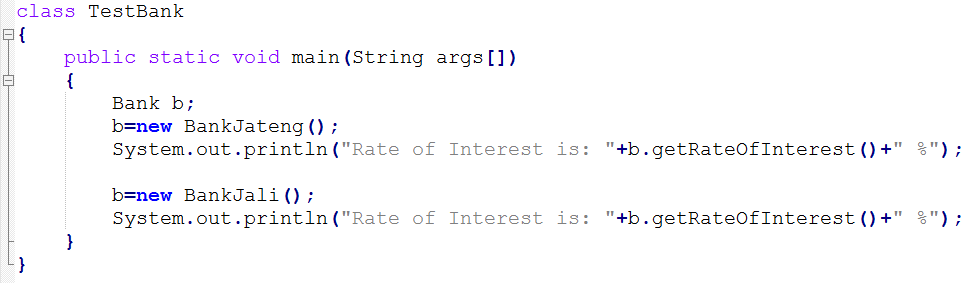 class TestBank
{
    public static void main(String args[])
    {
        Bank b;
        b=new BankJateng();
        System.out.println("Rate of Interest is: "+b.getRateOfInterest()+" %");

        b=new BankJali();
        System.out.println("Rate of Interest is: "+b.getRateOfInterest()+" %");
    }
}